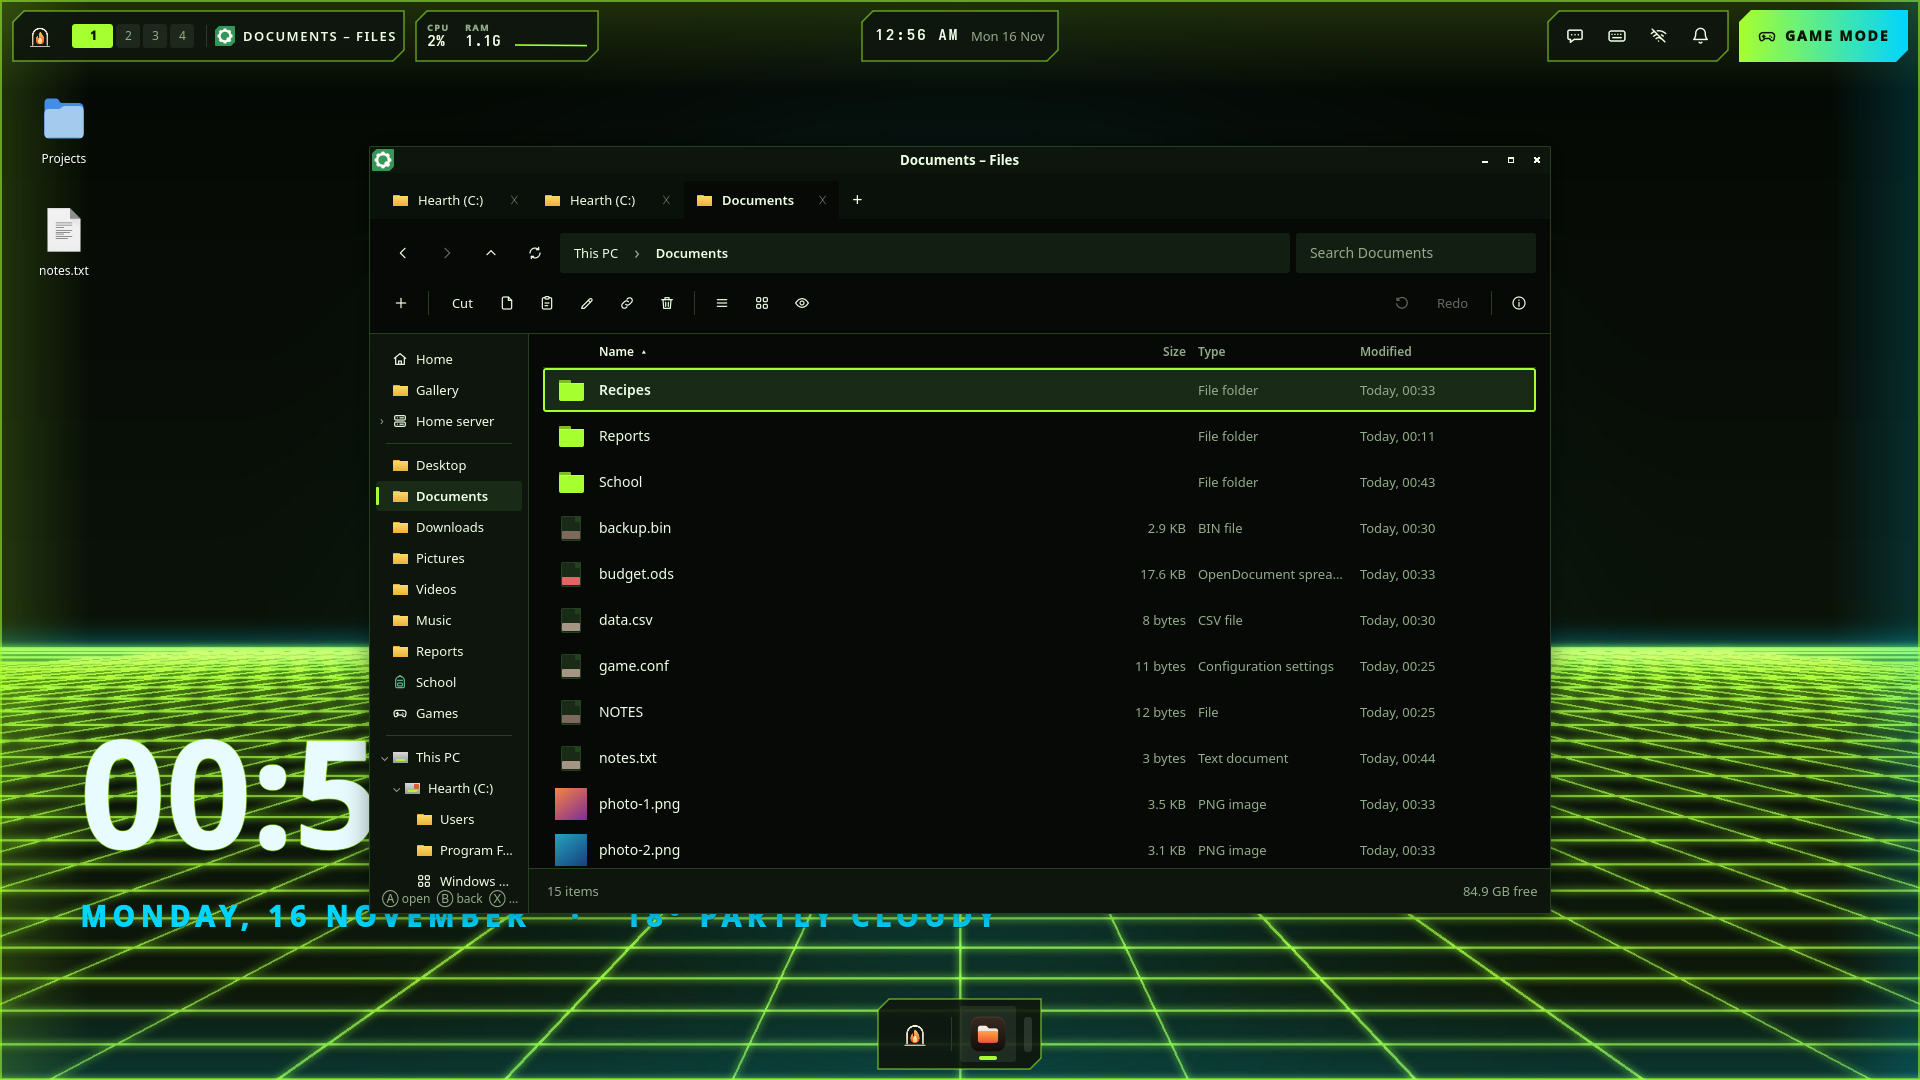 1 2 3 4 DOCUMENTS – FILES
CPU RAM
2% 1.1G
12:56 AM Mon 16 Nov
GAME MODE
Projects
notes.txt
Documents – Files
Hearth (C:) X Hearth (C:) X Documents X +
This PC › Documents
Search Documents
Cut
Redo
Home
Gallery
Home server
Desktop
Documents
Downloads
Pictures
Videos
Music
Reports
School
Games
This PC
Hearth (C:)
Users
Program F...
Windows ...
A open B back X ...
Name Size Type Modified
Recipes File folder Today, 00:33
Reports File folder Today, 00:11
School File folder Today, 00:43
backup.bin 2.9 KB BIN file Today, 00:30
budget.ods 17.6 KB OpenDocument sprea... Today, 00:33
data.csv 8 bytes CSV file Today, 00:30
game.conf 11 bytes Configuration settings Today, 00:25
NOTES 12 bytes File Today, 00:25
notes.txt 3 bytes Text document Today, 00:44
photo-1.png 3.5 KB PNG image Today, 00:33
photo-2.png 3.1 KB PNG image Today, 00:33
15 items 84.9 GB free
00:5
MONDAY, 16 NOVEMBER · 18° PARTLY CLOUDY